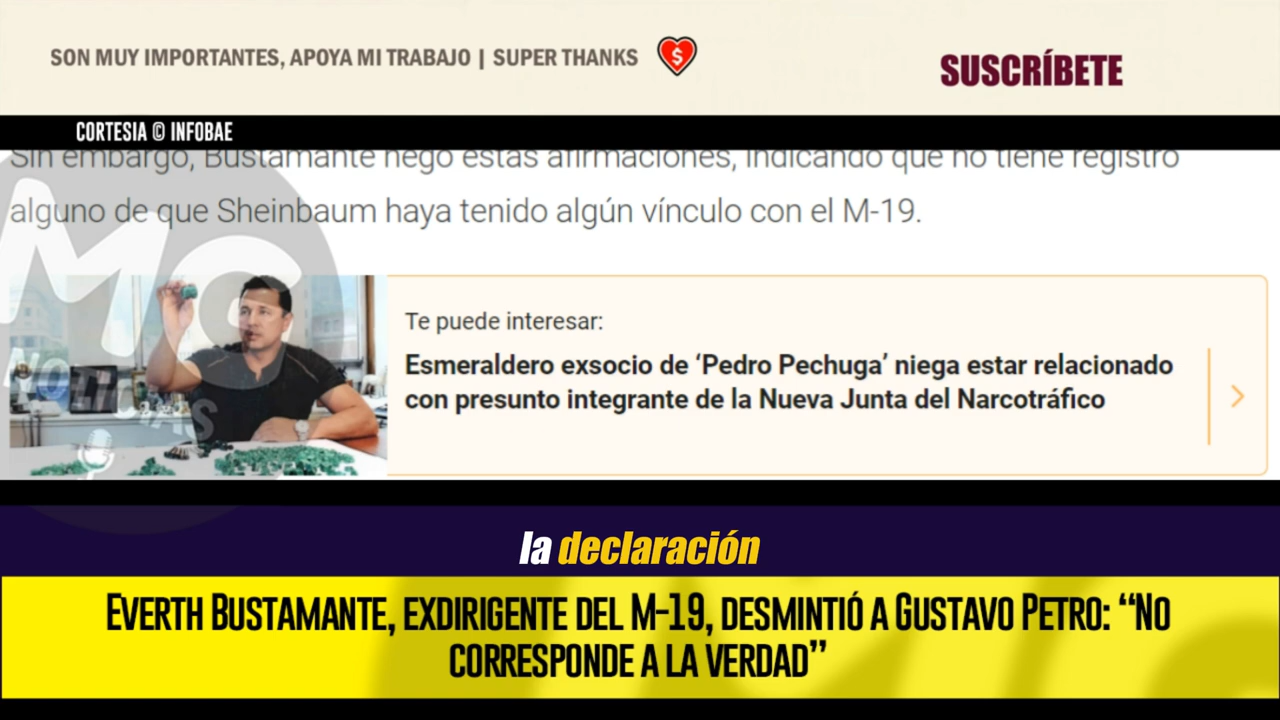 SON MUY IMPORTANTES, APOYA MI TRABAJO | SUPER THANKS
SUSCRÍBETE
CORTESIA © INFOBAE
Sin embargo, Bustamante negó estas afirmaciones, indicando que no tiene registro
alguno de que Sheinbaum haya tenido algún vínculo con el M-19.
MG
NOTICIAS
Te puede interesar:
Esmeraldero exsocio de ‘Pedro Pechuga’ niega estar relacionado
con presunto integrante de la Nueva Junta del Narcotráfico
la declaración
EVERTH BUSTAMANTE, EXDIRIGENTE DEL M-19, DESMINTIÓ A GUSTAVO PETRO: “NO
CORRESPONDE A LA VERDAD”